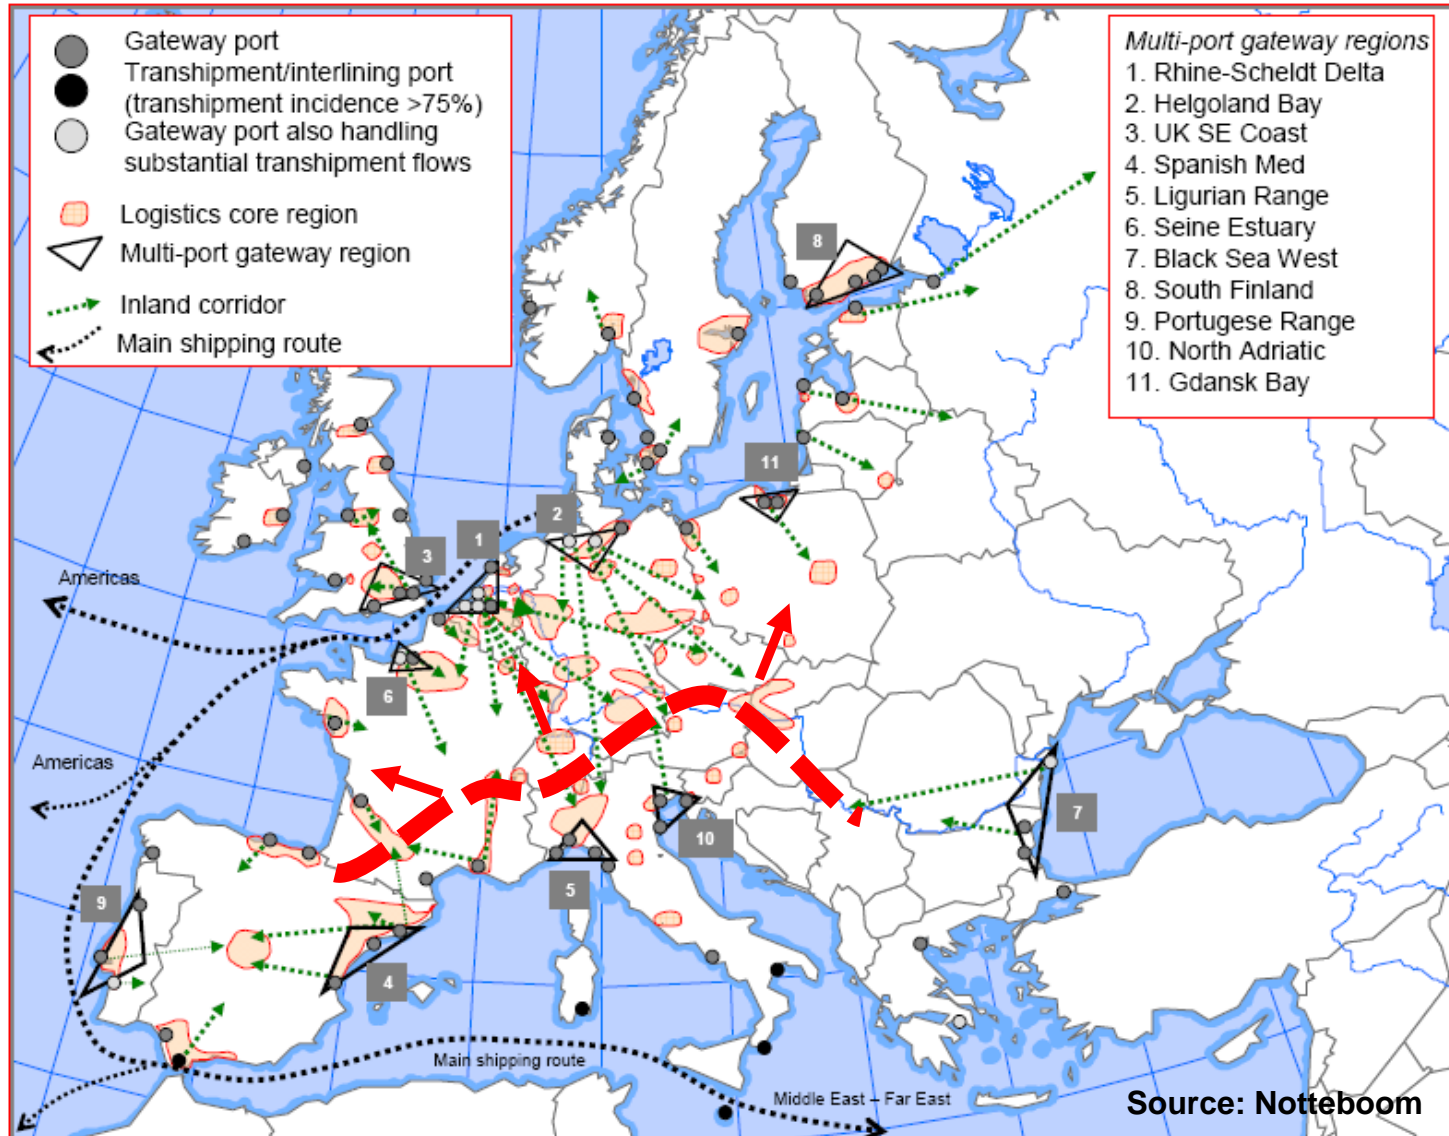 Gateway port
Transhipment/interlining port
(transhipment incidence >75%)
Gateway port also handling
substantial transhipment flows
Logistics core region
Multi-port gateway region
Inland corridor
Main shipping route
Multi-port gateway regions
1. Rhine-Scheldt Delta
2. Helgoland Bay
3. UK SE Coast
4. Spanish Med
5. Ligurian Range
6. Seine Estuary
7. Black Sea West
8. South Finland
9. Portugese Range
10. North Adriatic
11. Gdansk Bay
8
11
2
1
3
Americas
6
Americas
7
10
5
9
4
Main shipping route
Middle East – Far East
Source: Notteboom